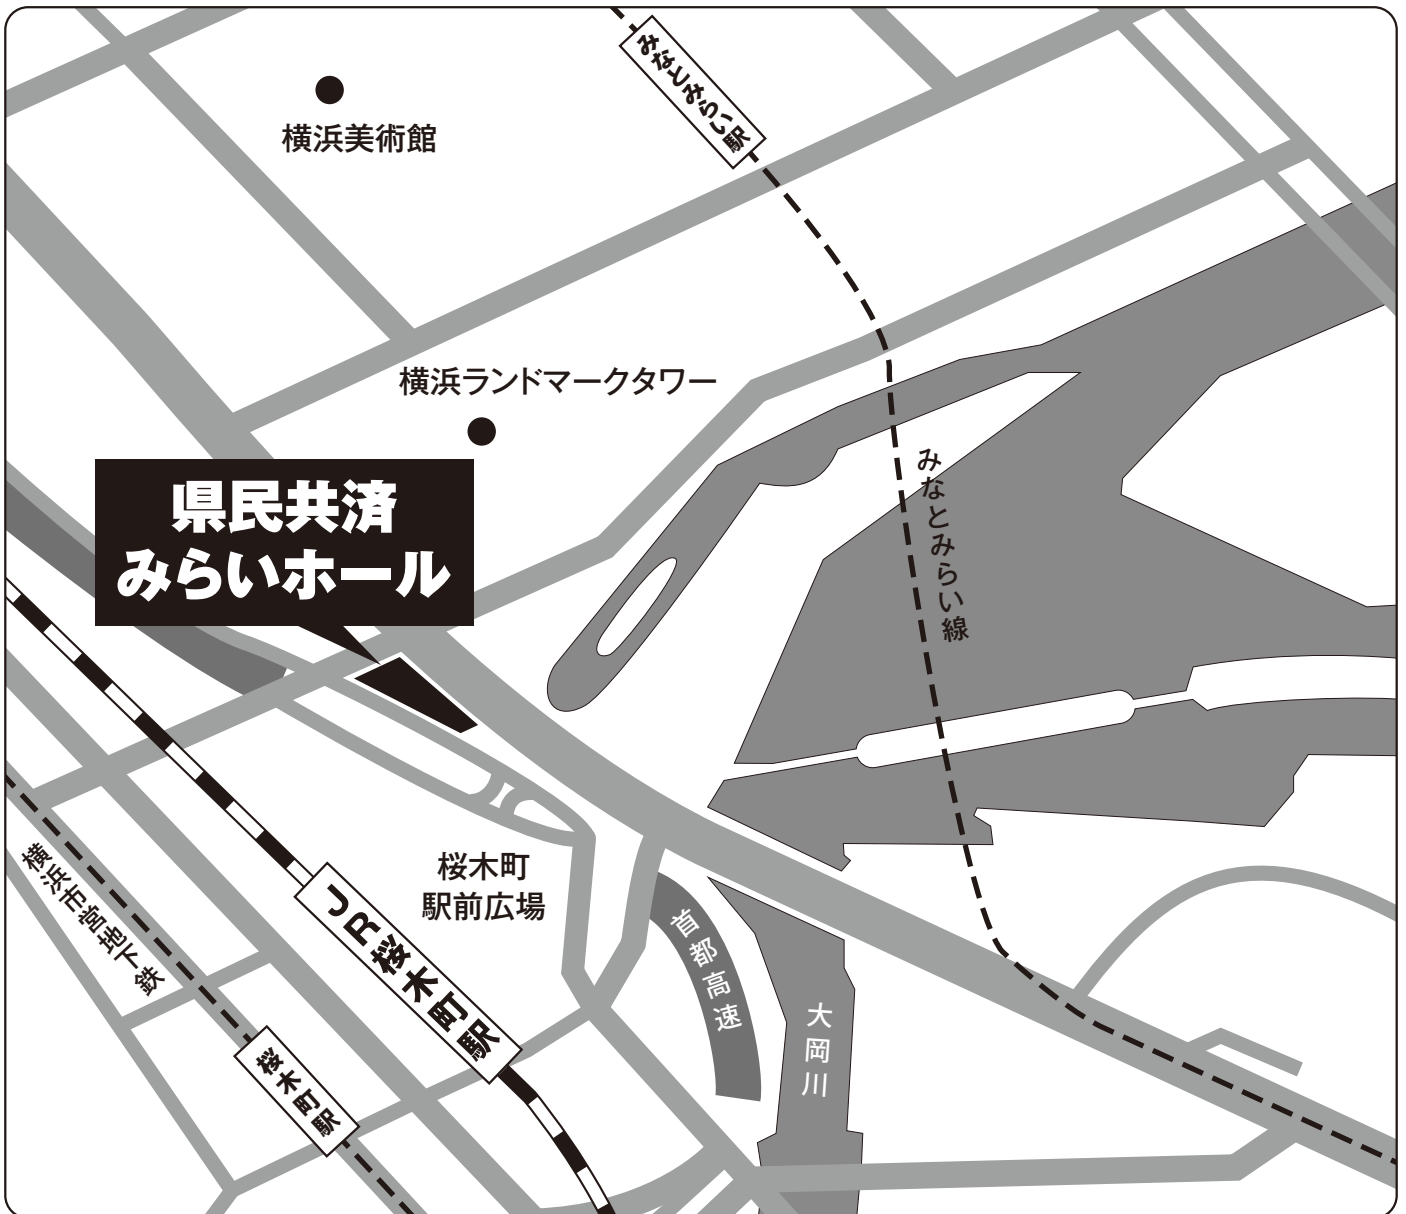 みなとみらい駅
横浜美術館
横浜ランドマークタワー
県民共済
みらいホール
みなとみらい線
桜木町
駅前広場
横浜市営地下鉄
JR桜木町駅
首都高速
大岡川
桜木町駅